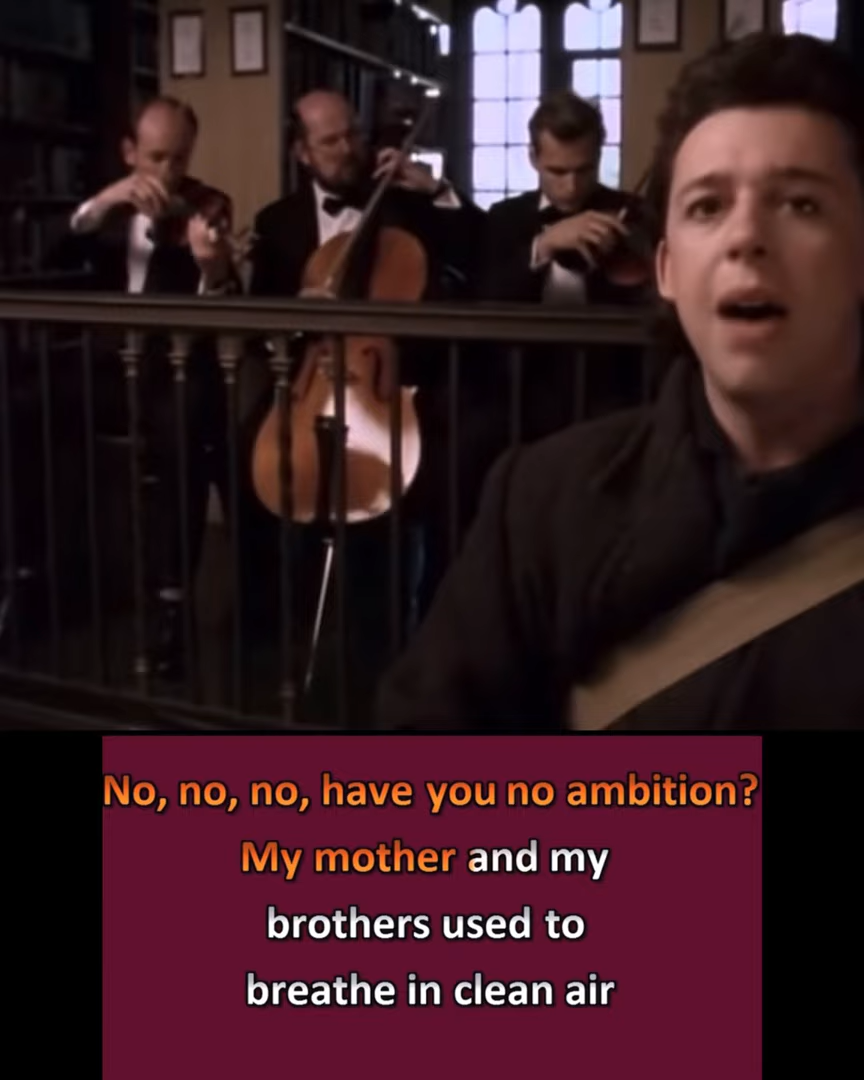 No, no, no, have you no ambition?
My mother and my
brothers used to
breathe in clean air